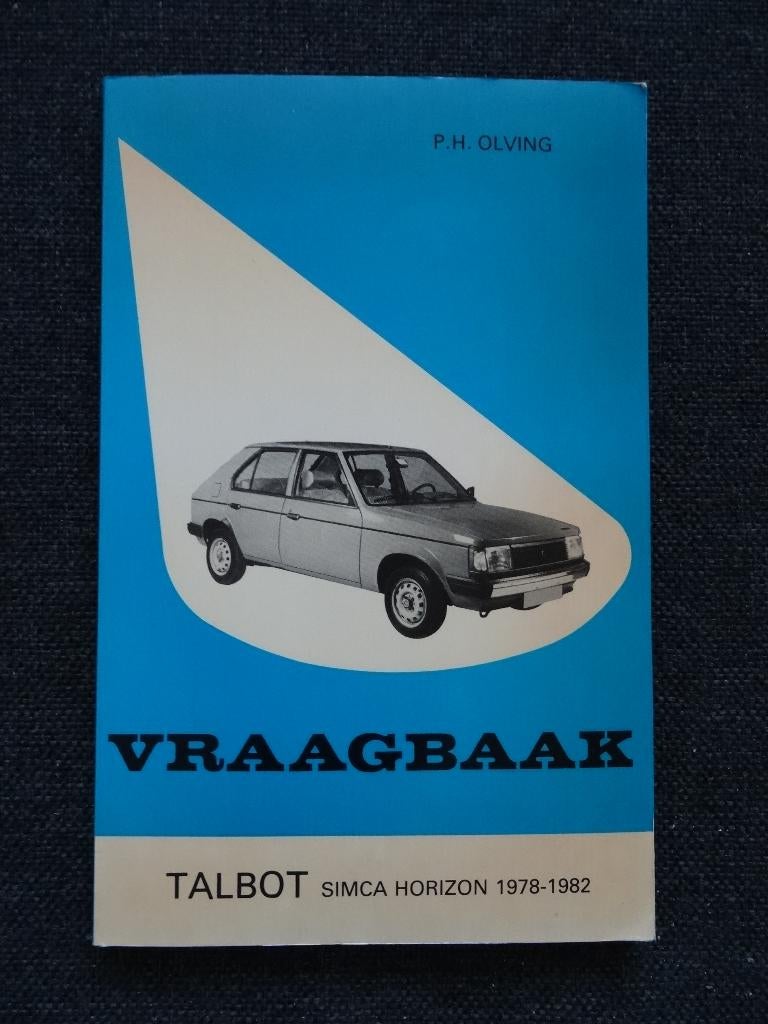 P.H. OLVING
VRAAGBAAK
TALBOT SIMCA HORIZON 1978-1982